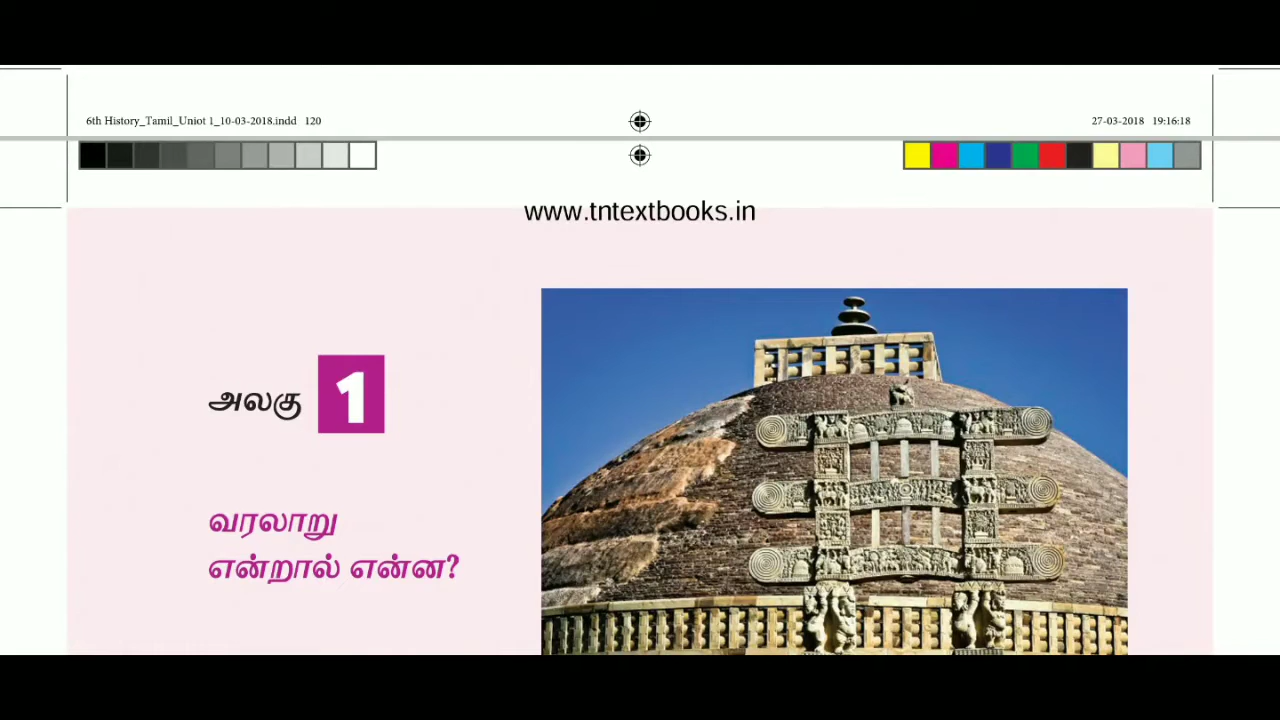 6th History_Tamil_Uniot 1_10-03-2018.indd 120
27-03-2018 19:16:18
www.tntextbooks.in
அலகு 1
வரலாறு
என்றால் என்ன?